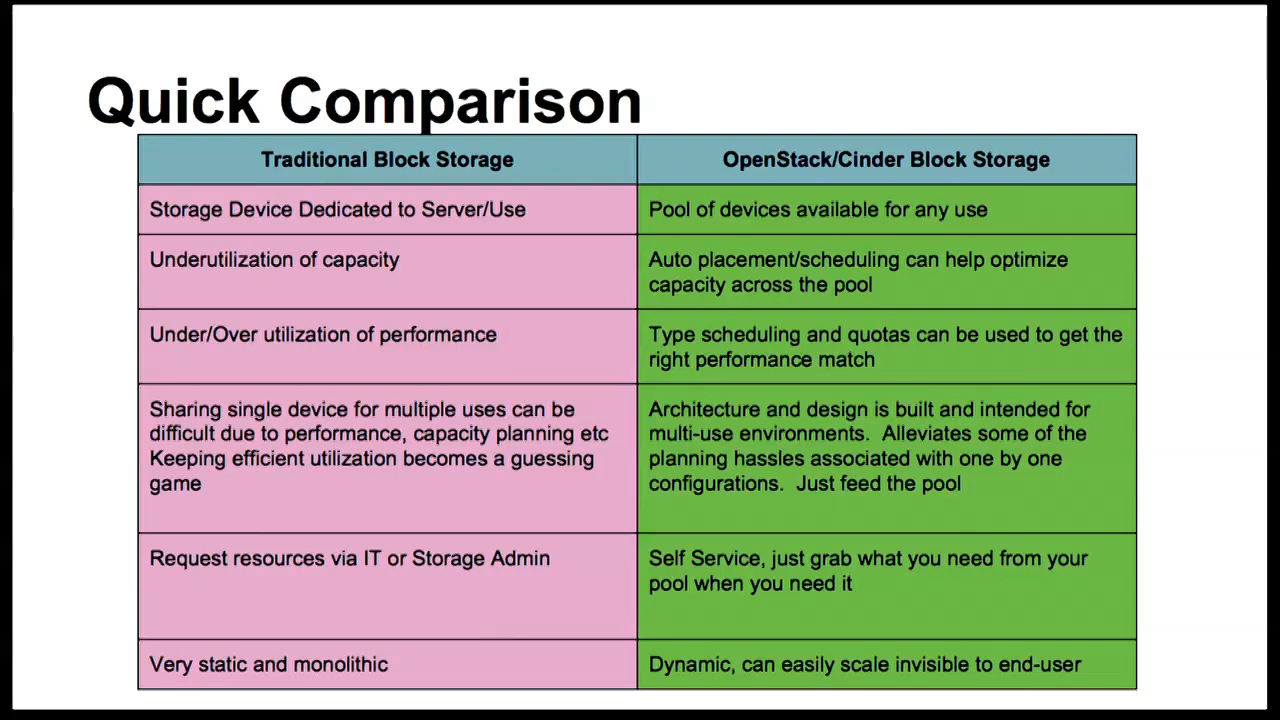 Quick Comparison
Traditional Block Storage
OpenStack/Cinder Block Storage
Storage Device Dedicated to Server/Use
Pool of devices available for any use
Underutilization of capacity
Auto placement/scheduling can help optimize
capacity across the pool
Under/Over utilization of performance
Type scheduling and quotas can be used to get the
right performance match
Sharing single device for multiple uses can be
difficult due to performance, capacity planning etc
Keeping efficient utilization becomes a guessing
game
Architecture and design is built and intended for
multi-use environments.  Alleviates some of the
planning hassles associated with one by one
configurations.  Just feed the pool
Request resources via IT or Storage Admin
Self Service, just grab what you need from your
pool when you need it
Very static and monolithic
Dynamic, can easily scale invisible to end-user